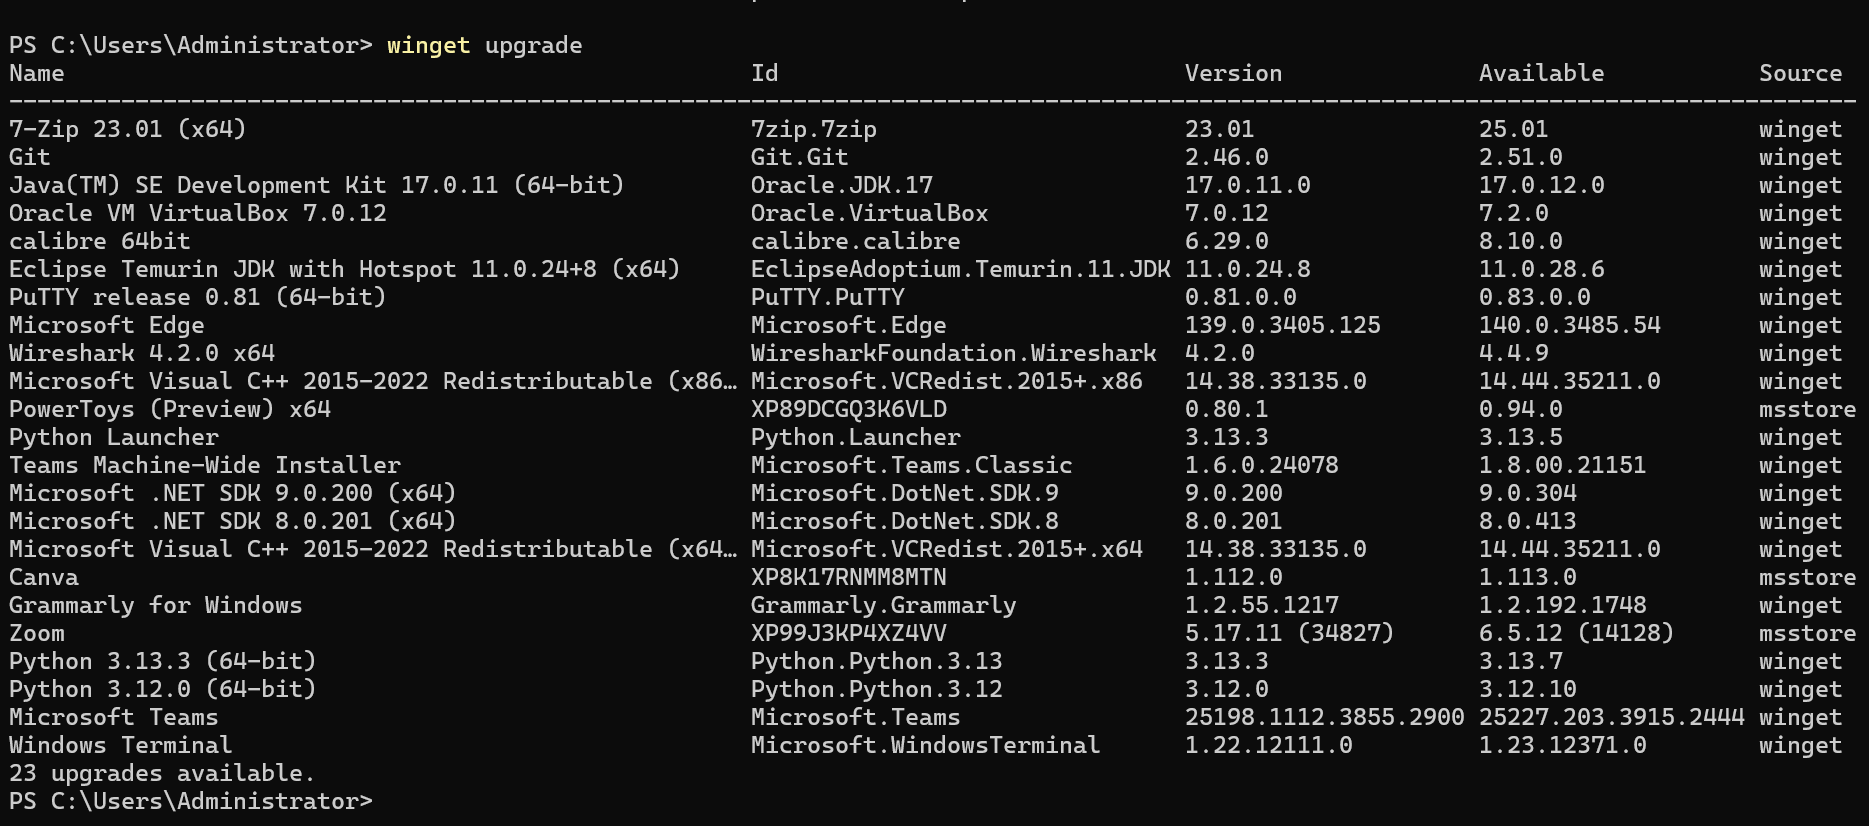 PS C:\Users\Administrator> winget upgrade
Name Id Version Available Source
------------------------------------------------------------------------------------------------------------------------------------
7-Zip 23.01 (x64) 7zip.7zip 23.01 25.01 winget
Git Git.Git 2.46.0 2.51.0 winget
Java(TM) SE Development Kit 17.0.11 (64-bit) Oracle.JDK.17 17.0.11.0 17.0.12.0 winget
Oracle VM VirtualBox 7.0.12 Oracle.VirtualBox 7.0.12 7.2.0 winget
calibre 64bit calibre.calibre 6.29.0 8.10.0 winget
Eclipse Temurin JDK with Hotspot 11.0.24+8 (x64) EclipseAdoptium.Temurin.11.JDK 11.0.24.8 11.0.28.6 winget
PuTTY release 0.81 (64-bit) PuTTY.PuTTY 0.81.0.0 0.83.0.0 winget
Microsoft Edge Microsoft.Edge 139.0.3405.125 140.0.3485.54 winget
Wireshark 4.2.0 x64 WiresharkFoundation.Wireshark 4.2.0 4.4.9 winget
Microsoft Visual C++ 2015-2022 Redistributable (x86… Microsoft.VCRedist.2015+.x86 14.38.33135.0 14.44.35211.0 winget
PowerToys (Preview) x64 XP89DCGQ3K6VLD 0.80.1 0.94.0 msstore
Python Launcher Python.Launcher 3.13.3 3.13.5 winget
Teams Machine-Wide Installer Microsoft.Teams.Classic 1.6.0.24078 1.8.00.21151 winget
Microsoft .NET SDK 9.0.200 (x64) Microsoft.DotNet.SDK.9 9.0.200 9.0.304 winget
Microsoft .NET SDK 8.0.201 (x64) Microsoft.DotNet.SDK.8 8.0.201 8.0.413 winget
Microsoft Visual C++ 2015-2022 Redistributable (x64… Microsoft.VCRedist.2015+.x64 14.38.33135.0 14.44.35211.0 winget
Canva XP8K17RNMM8MTN 1.112.0 1.113.0 msstore
Grammarly for Windows Grammarly.Grammarly 1.2.55.1217 1.2.192.1748 winget
Zoom XP99J3KP4XZ4VV 5.17.11 (34827) 6.5.12 (14128) msstore
Python 3.13.3 (64-bit) Python.Python.3.13 3.13.3 3.13.7 winget
Python 3.12.0 (64-bit) Python.Python.3.12 3.12.0 3.12.10 winget
Microsoft Teams Microsoft.Teams 25198.1112.3855.2900 25227.203.3915.2444 winget
Windows Terminal Microsoft.WindowsTerminal 1.22.12111.0 1.23.12371.0 winget
23 upgrades available.
PS C:\Users\Administrator>